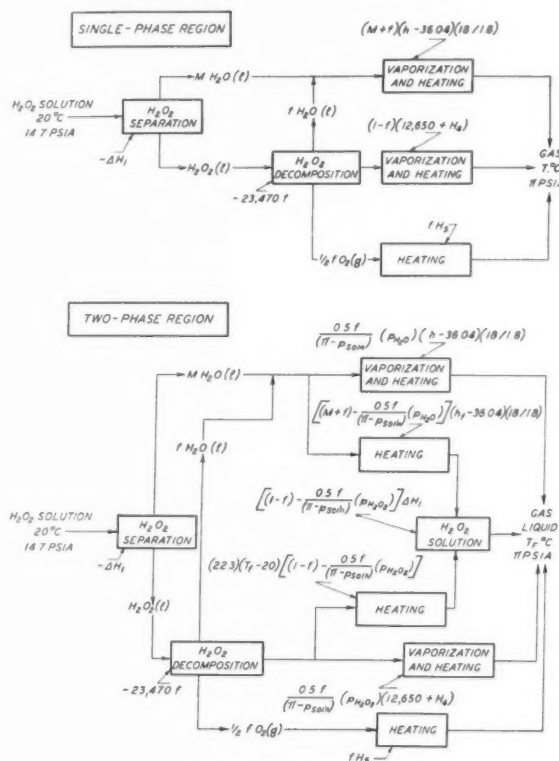 SINGLE-PHASE REGION
(M+f)(h-36.04)(18/1.8)
M H₂O(ℓ)
VAPORIZATION
AND HEATING
H₂O₂ SOLUTION
20°C
14.7 PSIA
H₂O₂
SEPARATION
-ΔH₁
f H₂O(ℓ)
(1-f)(12,650 + H₄)
H₂O₂(ℓ)
H₂O₂
DECOMPOSITION
-23,470 f
VAPORIZATION
AND HEATING
GAS
T,°C
π PSIA
f H₅
½ f O₂(g)
HEATING
TWO-PHASE REGION
0.5 f/(π-pSoln) (pH₂O)(h-36.04)(18/1.8)
M H₂O(ℓ)
VAPORIZATION
AND HEATING
[(M+f)-0.5 f/(π-pSoln)(pH₂O)](hf-36.04)(18/1.8)
HEATING
f H₂O(ℓ)
[(1-f)-0.5 f/(π-pSoln)(pH₂O₂)]ΔH₁
H₂O₂ SOLUTION
20°C
14.7 PSIA
H₂O₂
SEPARATION
-ΔH₁
H₂O₂
SOLUTION
GAS
LIQUID
Tf,°C
π PSIA
(22.3)(Tf-20)[(1-f)-0.5 f/(π-pSoln)(pH₂O₂)]
H₂O₂(ℓ)
HEATING
H₂O₂
DECOMPOSITION
-23,470 f
VAPORIZATION
AND HEATING
0.5 f/(π-pSoln) (pH₂O₂)(12,650 + H₄)
½ f O₂(g)
HEATING
f H₅